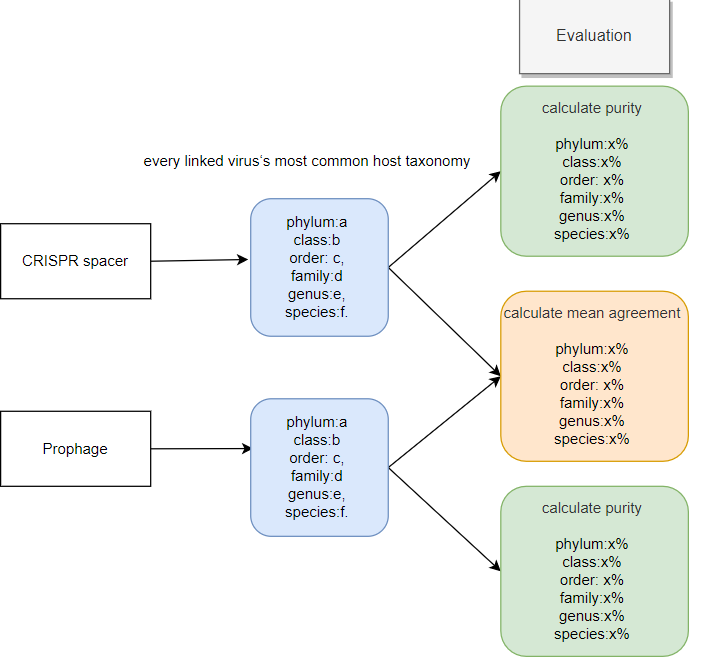 Evaluation
calculate purity
phylum:x%
class:x%
order: x%
family:x%
genus:x%
species:x%
every linked virus‘s most common host taxonomy
CRISPR spacer
phylum:a
class:b
order: c,
family:d
genus:e,
species:f.
calculate mean agreement
phylum:x%
class:x%
order: x%
family:x%
genus:x%
species:x%
Prophage
phylum:a
class:b
order: c,
family:d
genus:e,
species:f.
calculate purity
phylum:x%
class:x%
order: x%
family:x%
genus:x%
species:x%